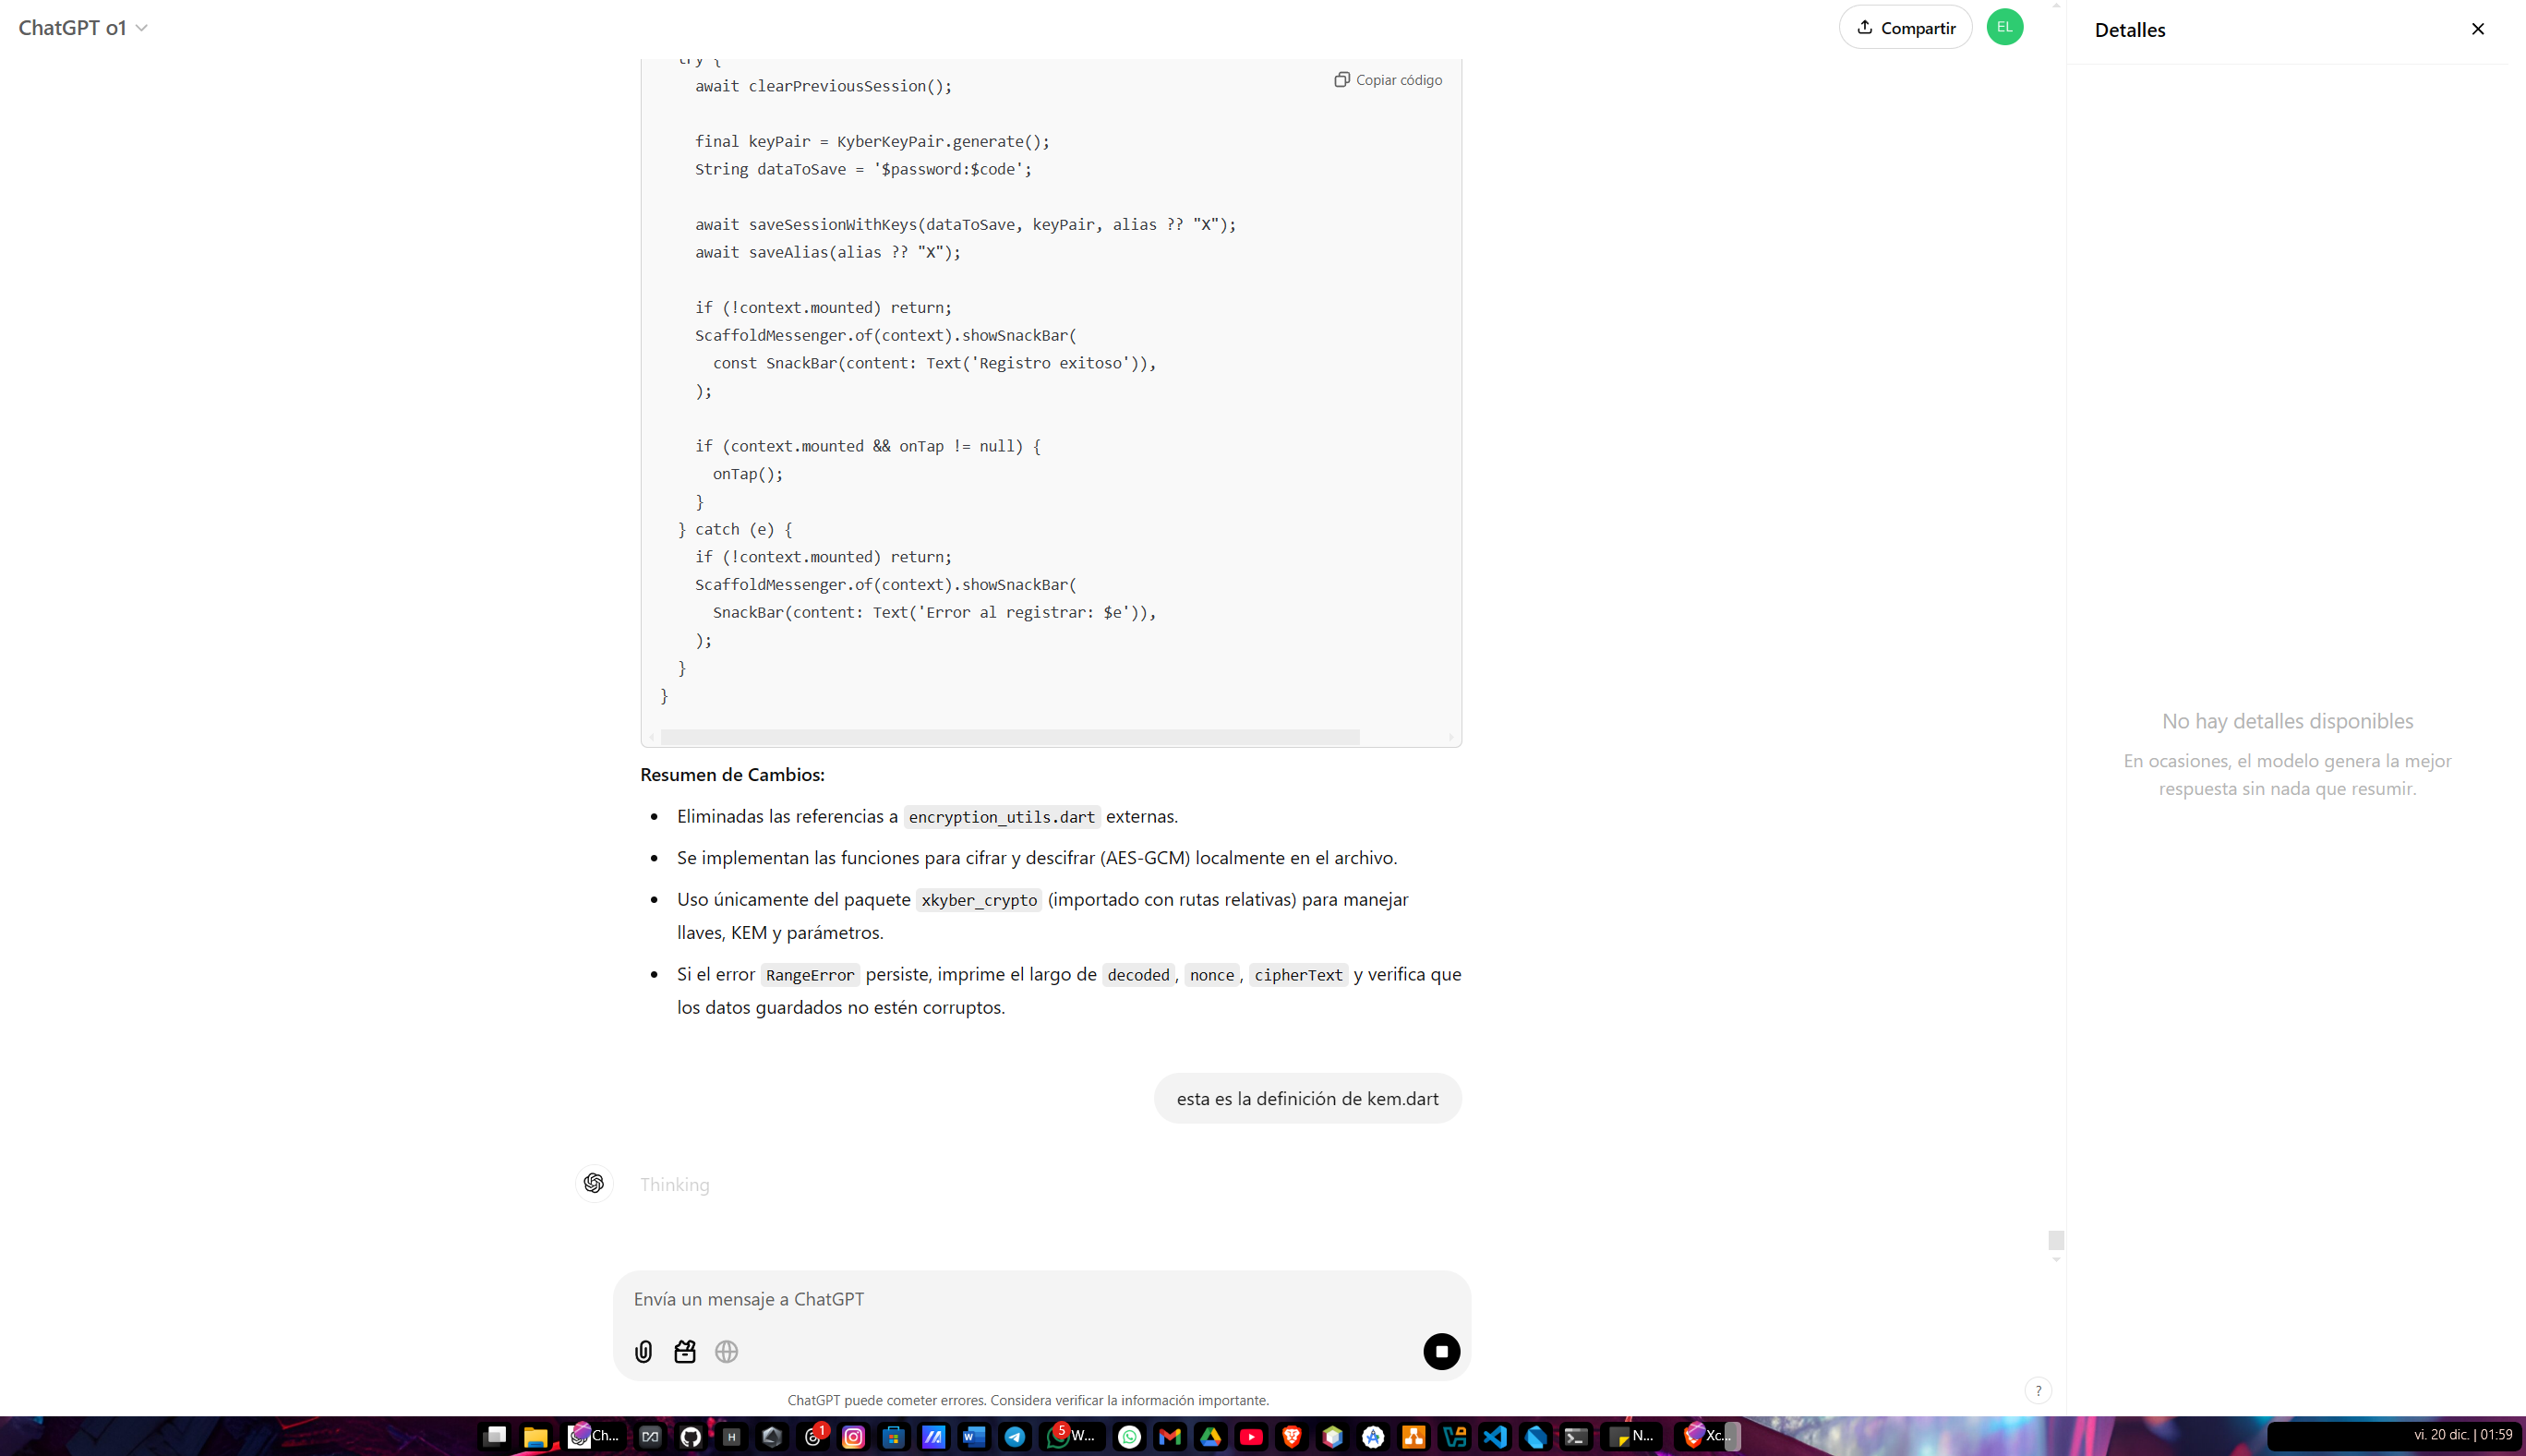 ChatGPT o1
Compartir
EL
Detalles
try {
Copiar código
await clearPreviousSession();
final keyPair = KyberKeyPair.generate();
String dataToSave = '$password:$code';
await saveSessionWithKeys(dataToSave, keyPair, alias ?? "X");
await saveAlias(alias ?? "X");
if (!context.mounted) return;
ScaffoldMessenger.of(context).showSnackBar(
const SnackBar(content: Text('Registro exitoso')),
);
if (context.mounted && onTap != null) {
onTap();
}
} catch (e) {
if (!context.mounted) return;
ScaffoldMessenger.of(context).showSnackBar(
SnackBar(content: Text('Error al registrar: $e')),
);
}
}
Resumen de Cambios:
• Eliminadas las referencias a encryption_utils.dart externas.
• Se implementan las funciones para cifrar y descifrar (AES-GCM) localmente en el archivo.
• Uso únicamente del paquete xkyber_crypto (importado con rutas relativas) para manejar
llaves, KEM y parámetros.
• Si el error RangeError persiste, imprime el largo de decoded, nonce, cipherText y verifica que
los datos guardados no estén corruptos.
esta es la definición de kem.dart
Thinking
Envía un mensaje a ChatGPT
ChatGPT puede cometer errores. Considera verificar la información importante.
?
No hay detalles disponibles
En ocasiones, el modelo genera la mejor
respuesta sin nada que resumir.
Ch...
H
1
5
W...
N...
Xc...
vi. 20 dic. | 01:59